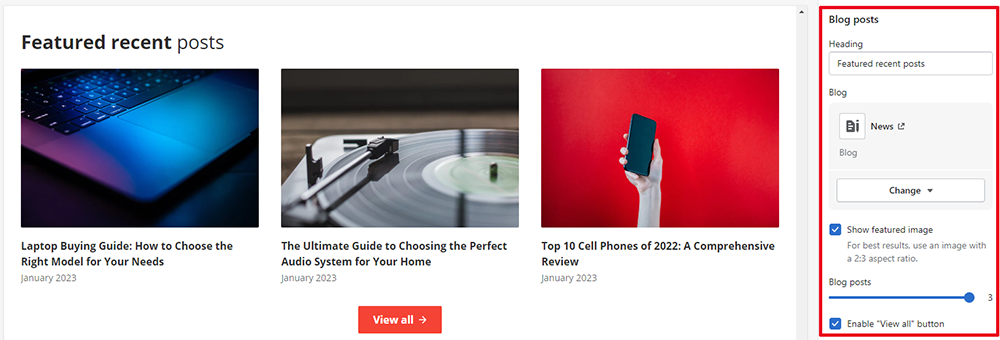 Featured recent posts
Laptop Buying Guide: How to Choose the
Right Model for Your Needs
January 2023
The Ultimate Guide to Choosing the Perfect
Audio System for Your Home
January 2023
Top 10 Cell Phones of 2022: A Comprehensive
Review
January 2023
View all →
Blog posts
Heading
Featured recent posts
Blog
News
Blog
Change
Show featured image
For best results, use an image with
a 2:3 aspect ratio.
Blog posts
3
Enable "View all" button